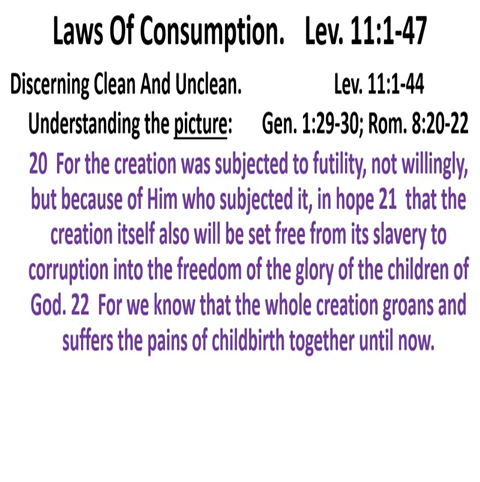 Laws Of Consumption.   Lev. 11:1-47
Discerning Clean And Unclean.   Lev. 11:1-44
Understanding the picture:   Gen. 1:29-30; Rom. 8:20-22
20  For the creation was subjected to futility, not willingly,
but because of Him who subjected it, in hope 21  that the
creation itself also will be set free from its slavery to
corruption into the freedom of the glory of the children of
God. 22  For we know that the whole creation groans and
suffers the pains of childbirth together until now.